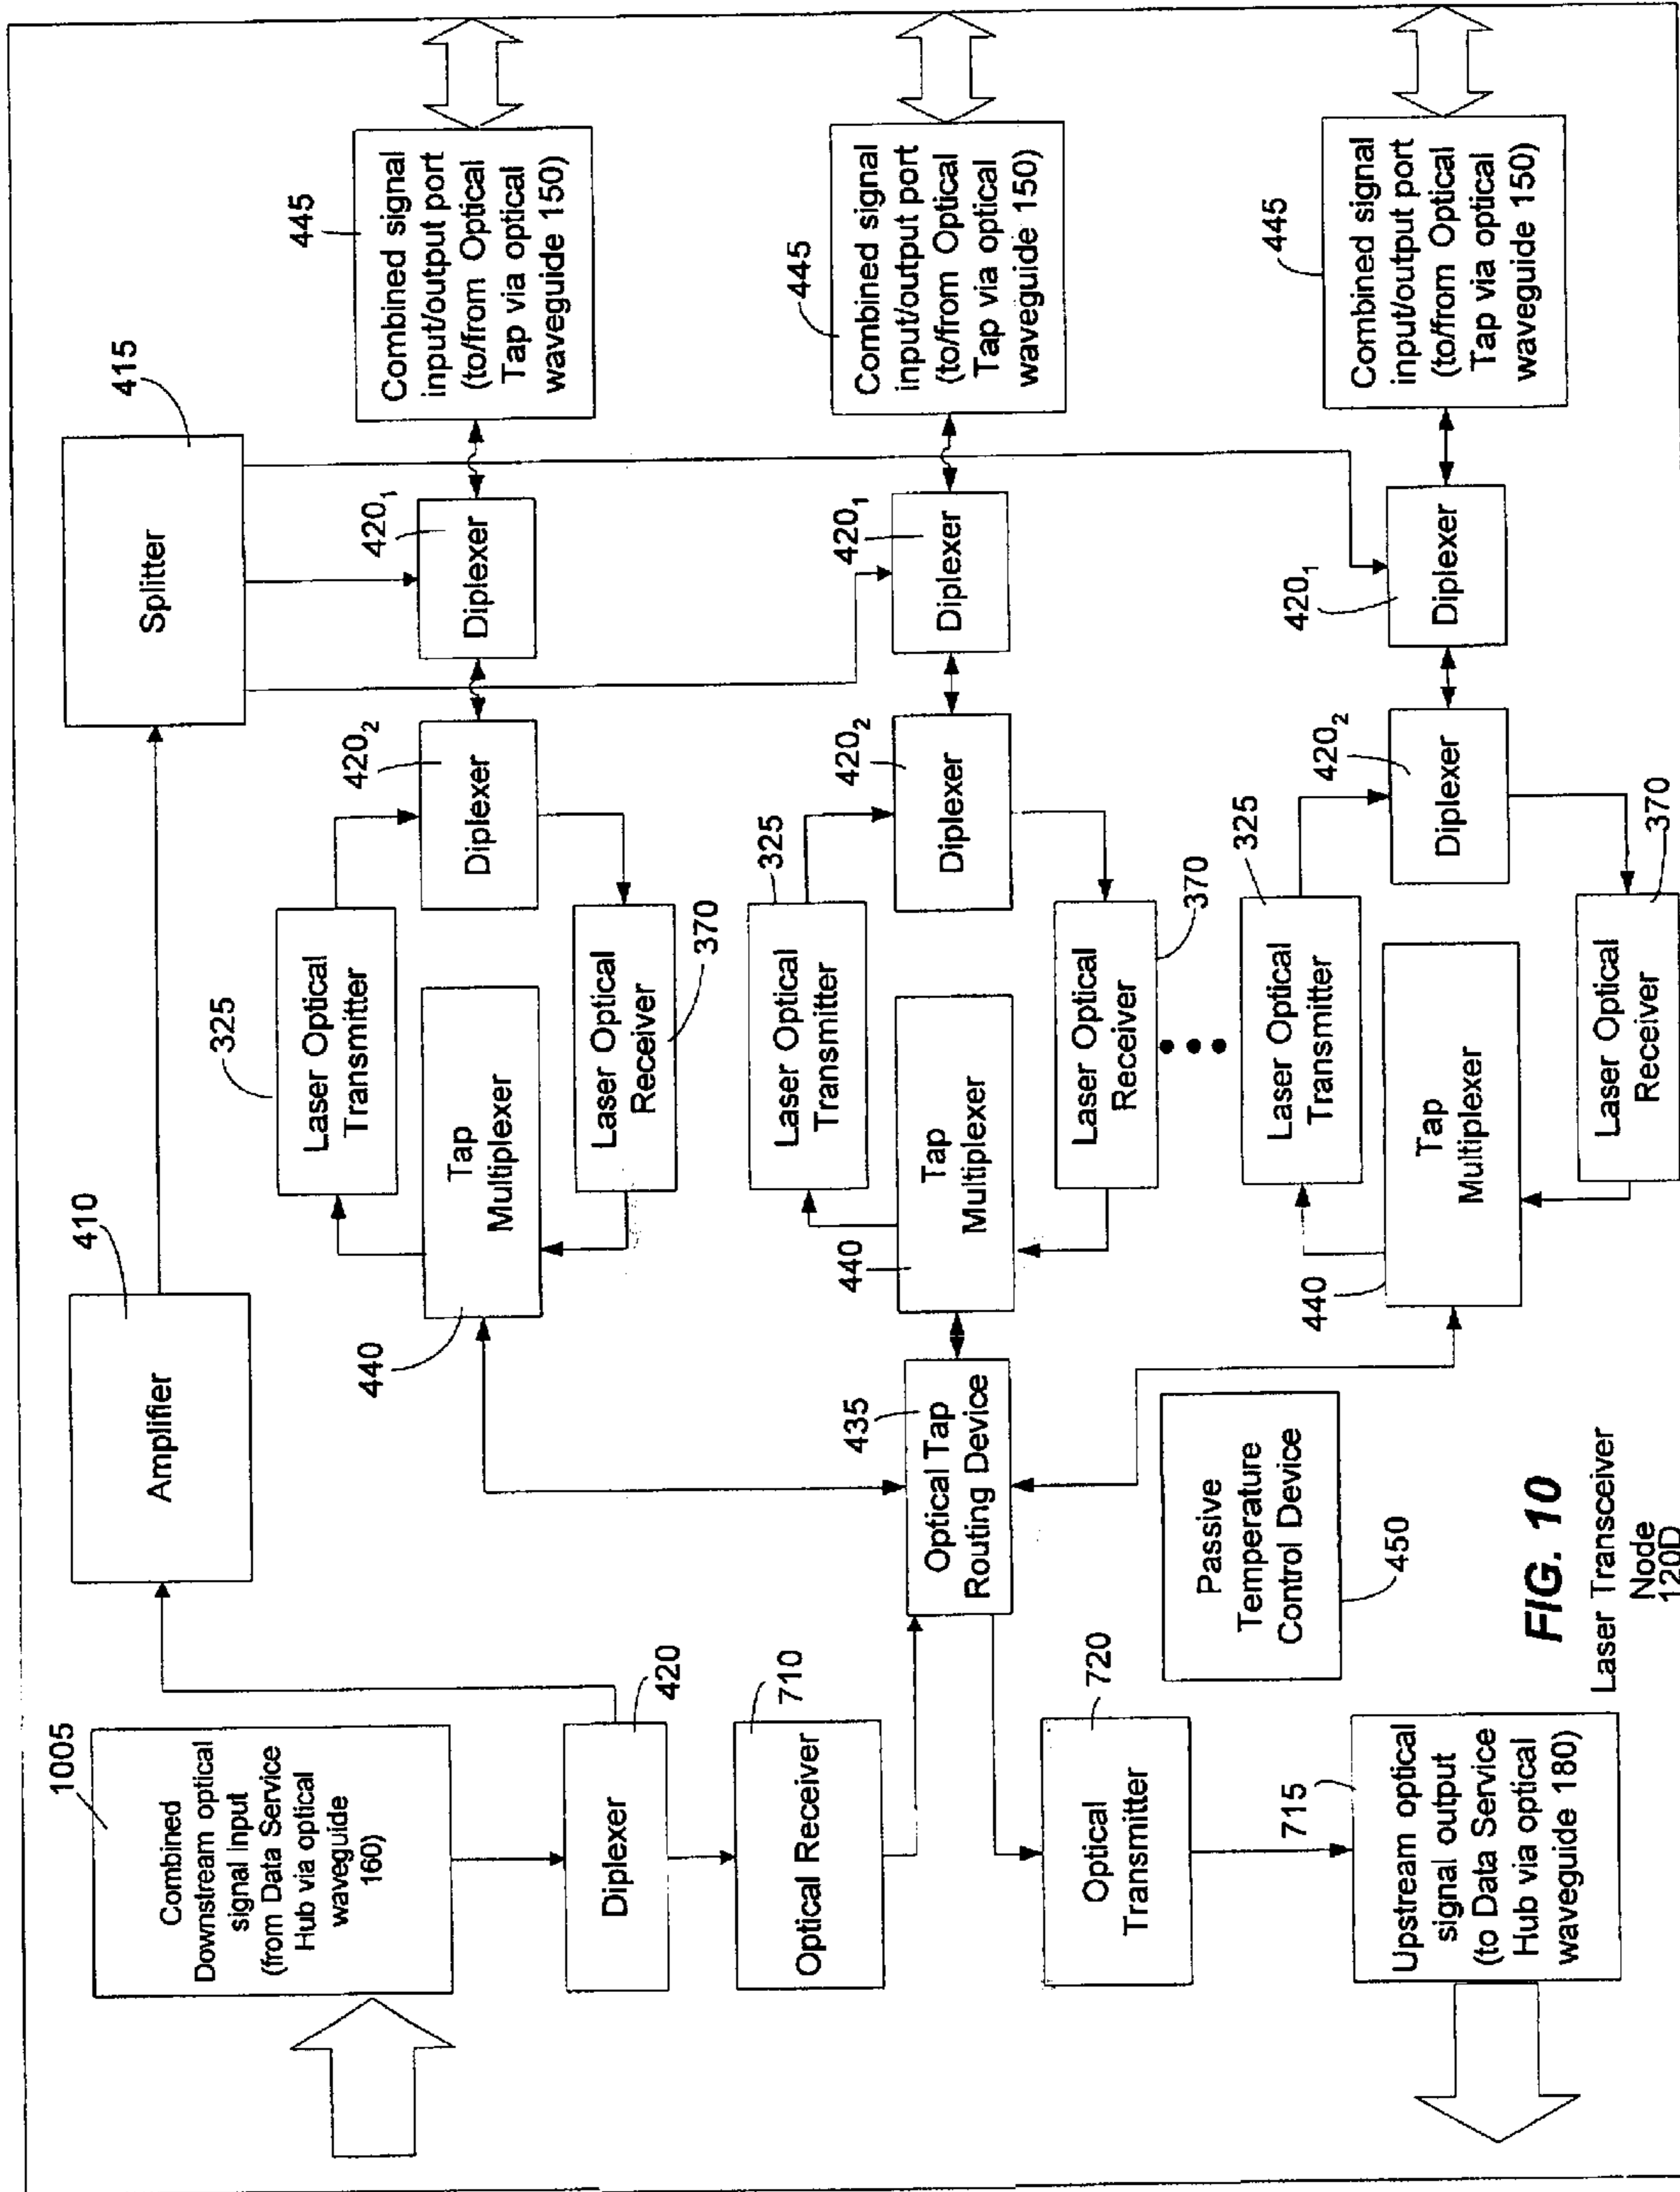 1005
Combined
Downstream optical
signal Input
(from Data Service
Hub via optical
waveguide
160)
410
Amplifier
415
Splitter
420
Diplexer
710
Optical Receiver
720
Optical
Transmitter
715
Upstream optical
signal output
(to Data Service
Hub via optical
waveguide 180)
435
Optical Tap
Routing Device
Passive
Temperature
Control Device
450
325
Laser Optical
Transmitter
Tap
Multiplexer
440
Laser Optical
Receiver
370
420₂
Diplexer
420₁
Diplexer
445
Combined signal
input/output port
(to/from Optical
Tap via optical
waveguide 150)
325
Laser Optical
Transmitter
Tap
Multiplexer
440
Laser Optical
Receiver
370
420₂
Diplexer
420₁
Diplexer
445
Combined signal
input/output port
(to/from Optical
Tap via optical
waveguide 150)
325
Laser Optical
Transmitter
Tap
Multiplexer
440
Laser Optical
Receiver
370
420₂
Diplexer
420₁
Diplexer
445
Combined signal
input/output port
(to/from Optical
Tap via optical
waveguide 150)
FIG. 10
Laser Transceiver
Node
120D